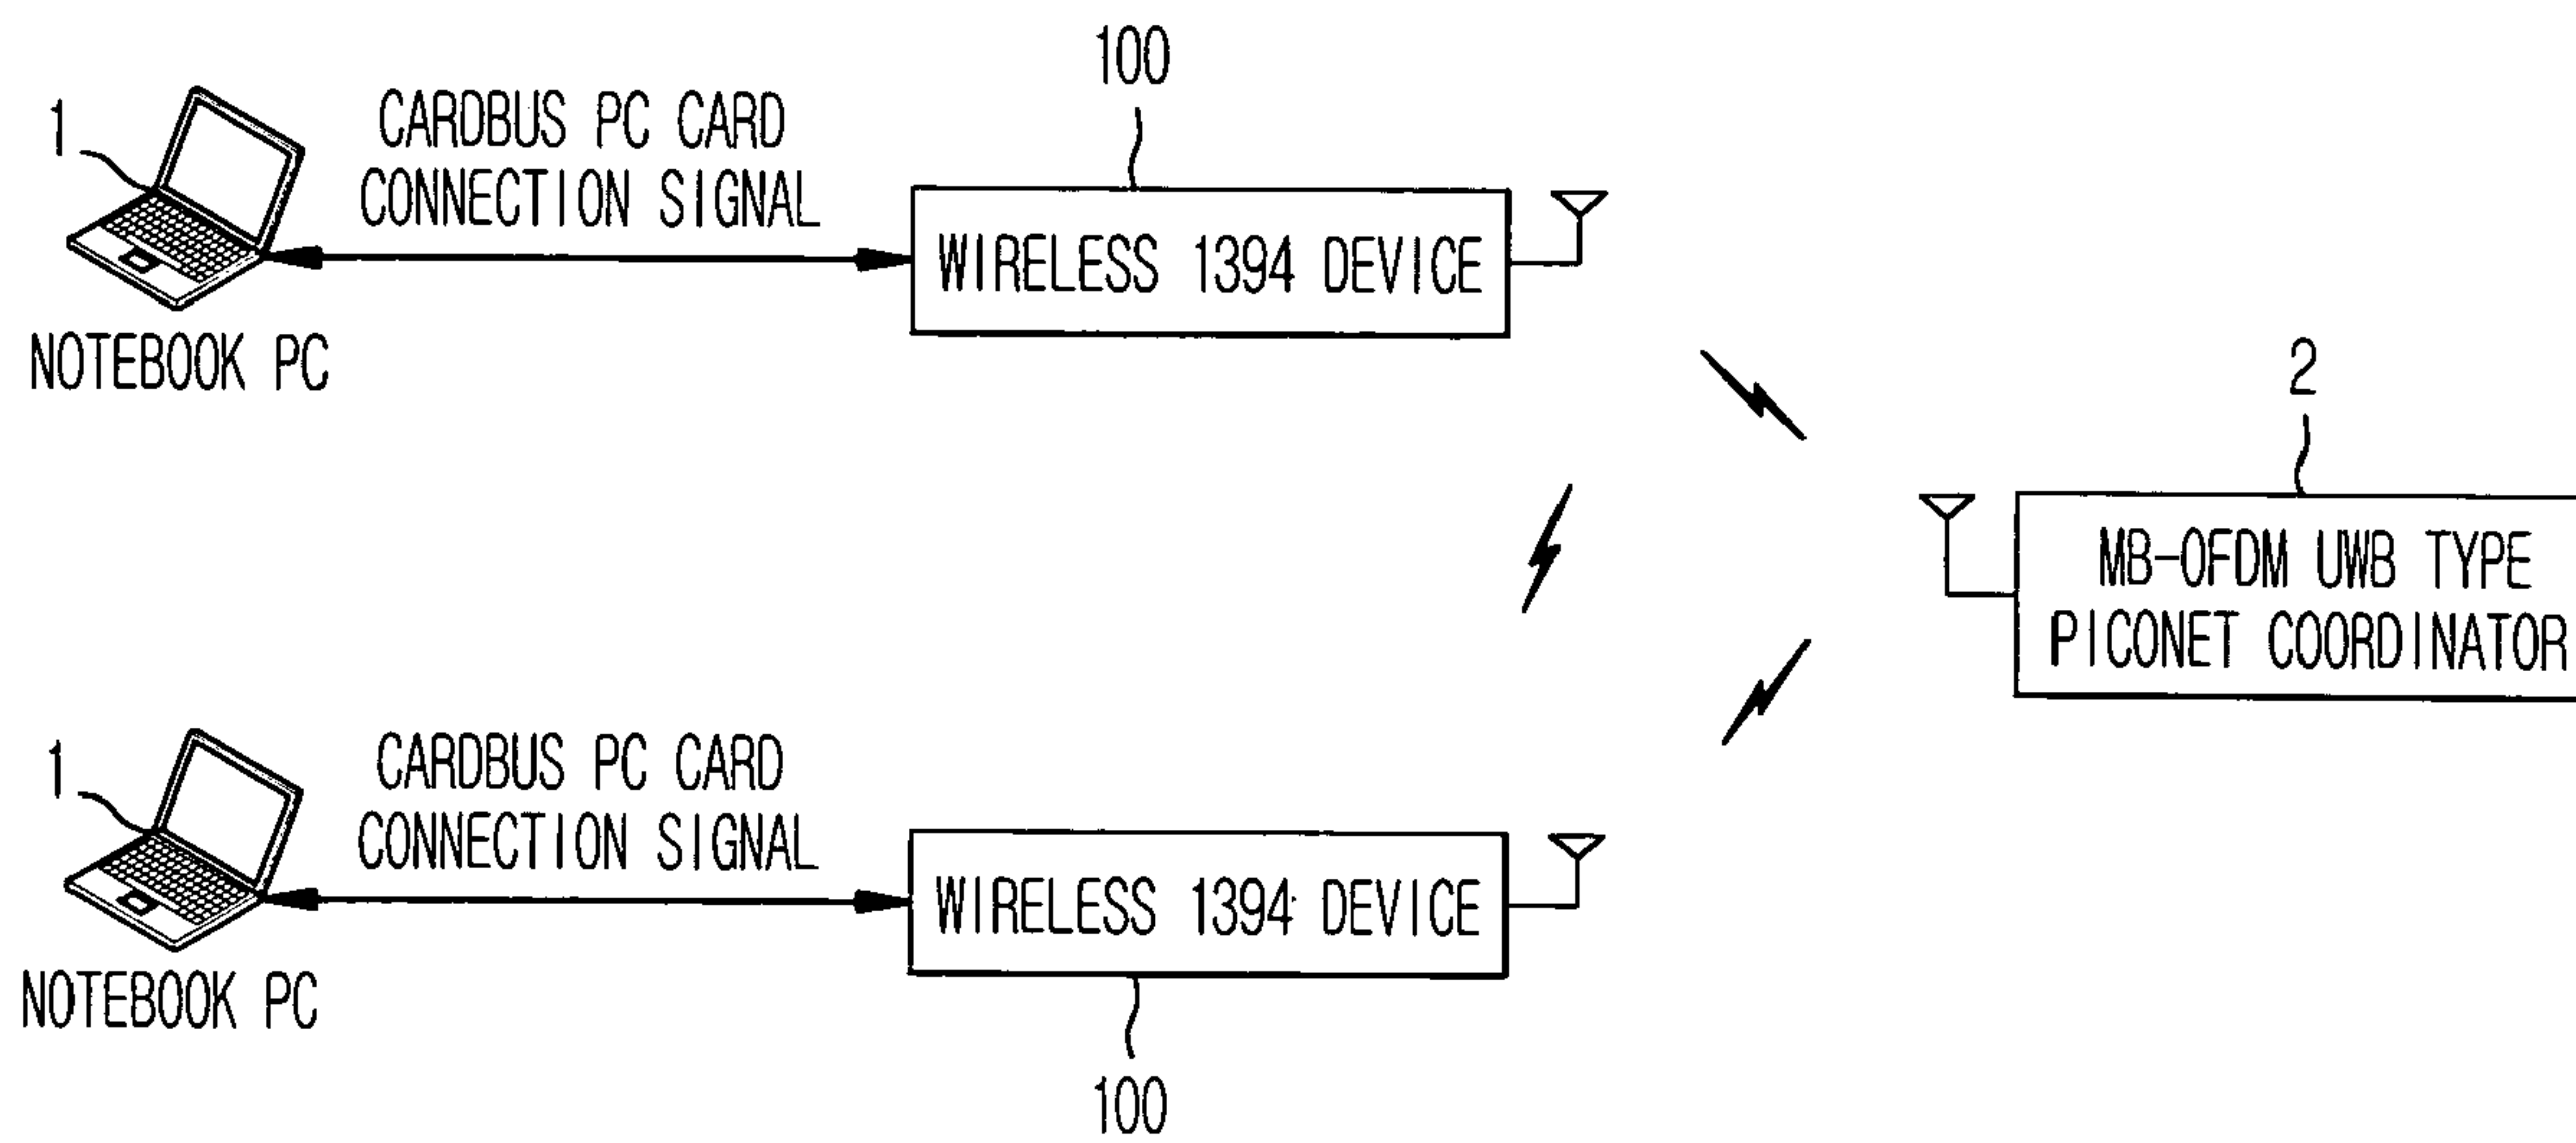 100
1
CARDBUS PC CARD
CONNECTION SIGNAL
WIRELESS 1394 DEVICE
NOTEBOOK PC
2
MB-OFDM UWB TYPE
PICONET COORDINATOR
1
CARDBUS PC CARD
CONNECTION SIGNAL
WIRELESS 1394 DEVICE
NOTEBOOK PC
100